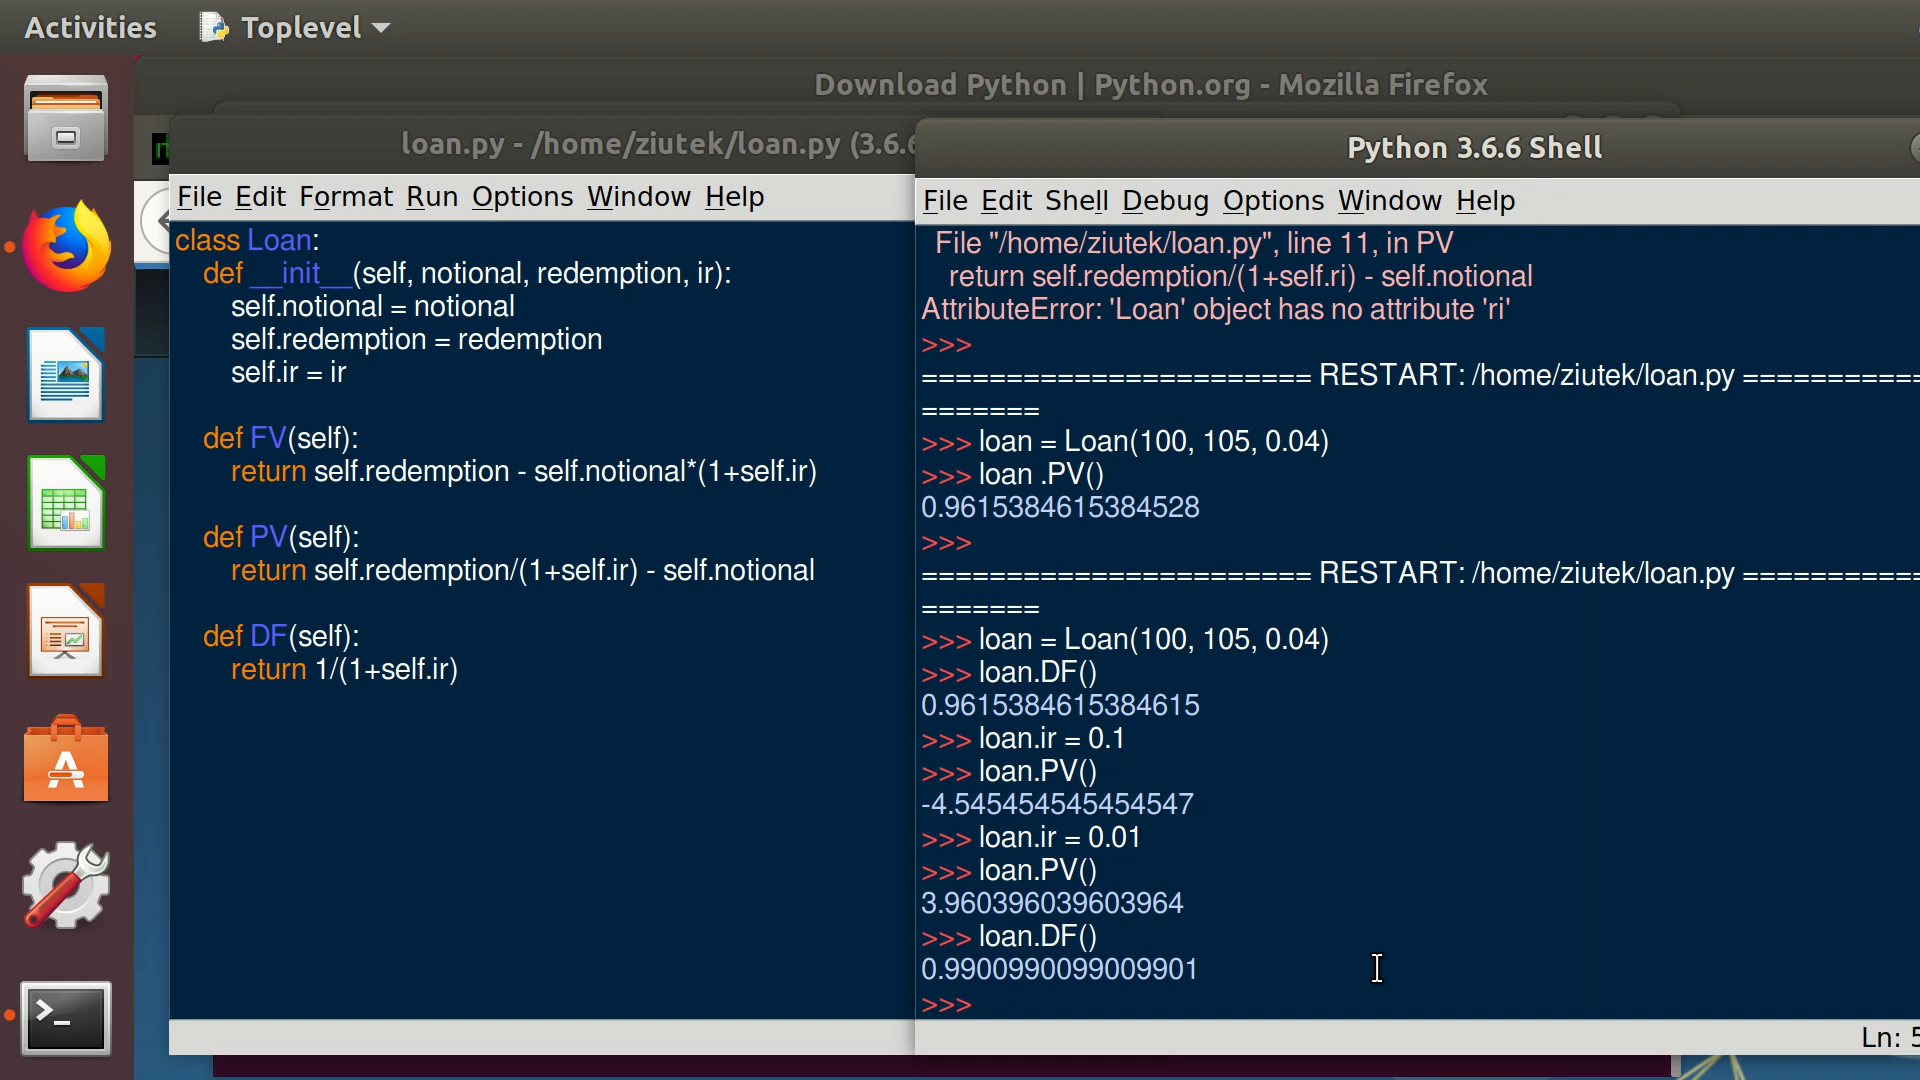 Activities
Toplevel
Download Python | Python.org - Mozilla Firefox
loan.py - /home/ziutek/loan.py (3.6.6
File Edit Format Run Options Window Help
class Loan:
    def __init__(self, notional, redemption, ir):
        self.notional = notional
        self.redemption = redemption
        self.ir = ir
    def FV(self):
        return self.redemption - self.notional*(1+self.ir)
    def PV(self):
        return self.redemption/(1+self.ir) - self.notional
    def DF(self):
        return 1/(1+self.ir)
Python 3.6.6 Shell
File Edit Shell Debug Options Window Help
  File "/home/ziutek/loan.py", line 11, in PV
    return self.redemption/(1+self.ri) - self.notional
AttributeError: 'Loan' object has no attribute 'ri'
>>>
======================= RESTART: /home/ziutek/loan.py ===========
=======
>>> loan = Loan(100, 105, 0.04)
>>> loan .PV()
0.9615384615384528
>>>
======================= RESTART: /home/ziutek/loan.py ===========
=======
>>> loan = Loan(100, 105, 0.04)
>>> loan.DF()
0.9615384615384615
>>> loan.ir = 0.1
>>> loan.PV()
-4.545454545454547
>>> loan.ir = 0.01
>>> loan.PV()
3.960396039603964
>>> loan.DF()
0.9900990099009901
>>>
Ln: 5